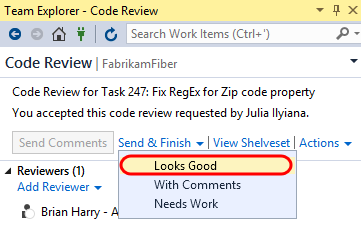 Team Explorer - Code Review
Search Work Items (Ctrl+')
Code Review | FabrikamFiber
Code Review for Task 247: Fix RegEx for Zip code property
You accepted this code review requested by Julia Ilyiana.
Send Comments Send & Finish | View Shelveset | Actions
Looks Good
With Comments
Needs Work
Reviewers (1)
Add Reviewer
Brian Harry - A